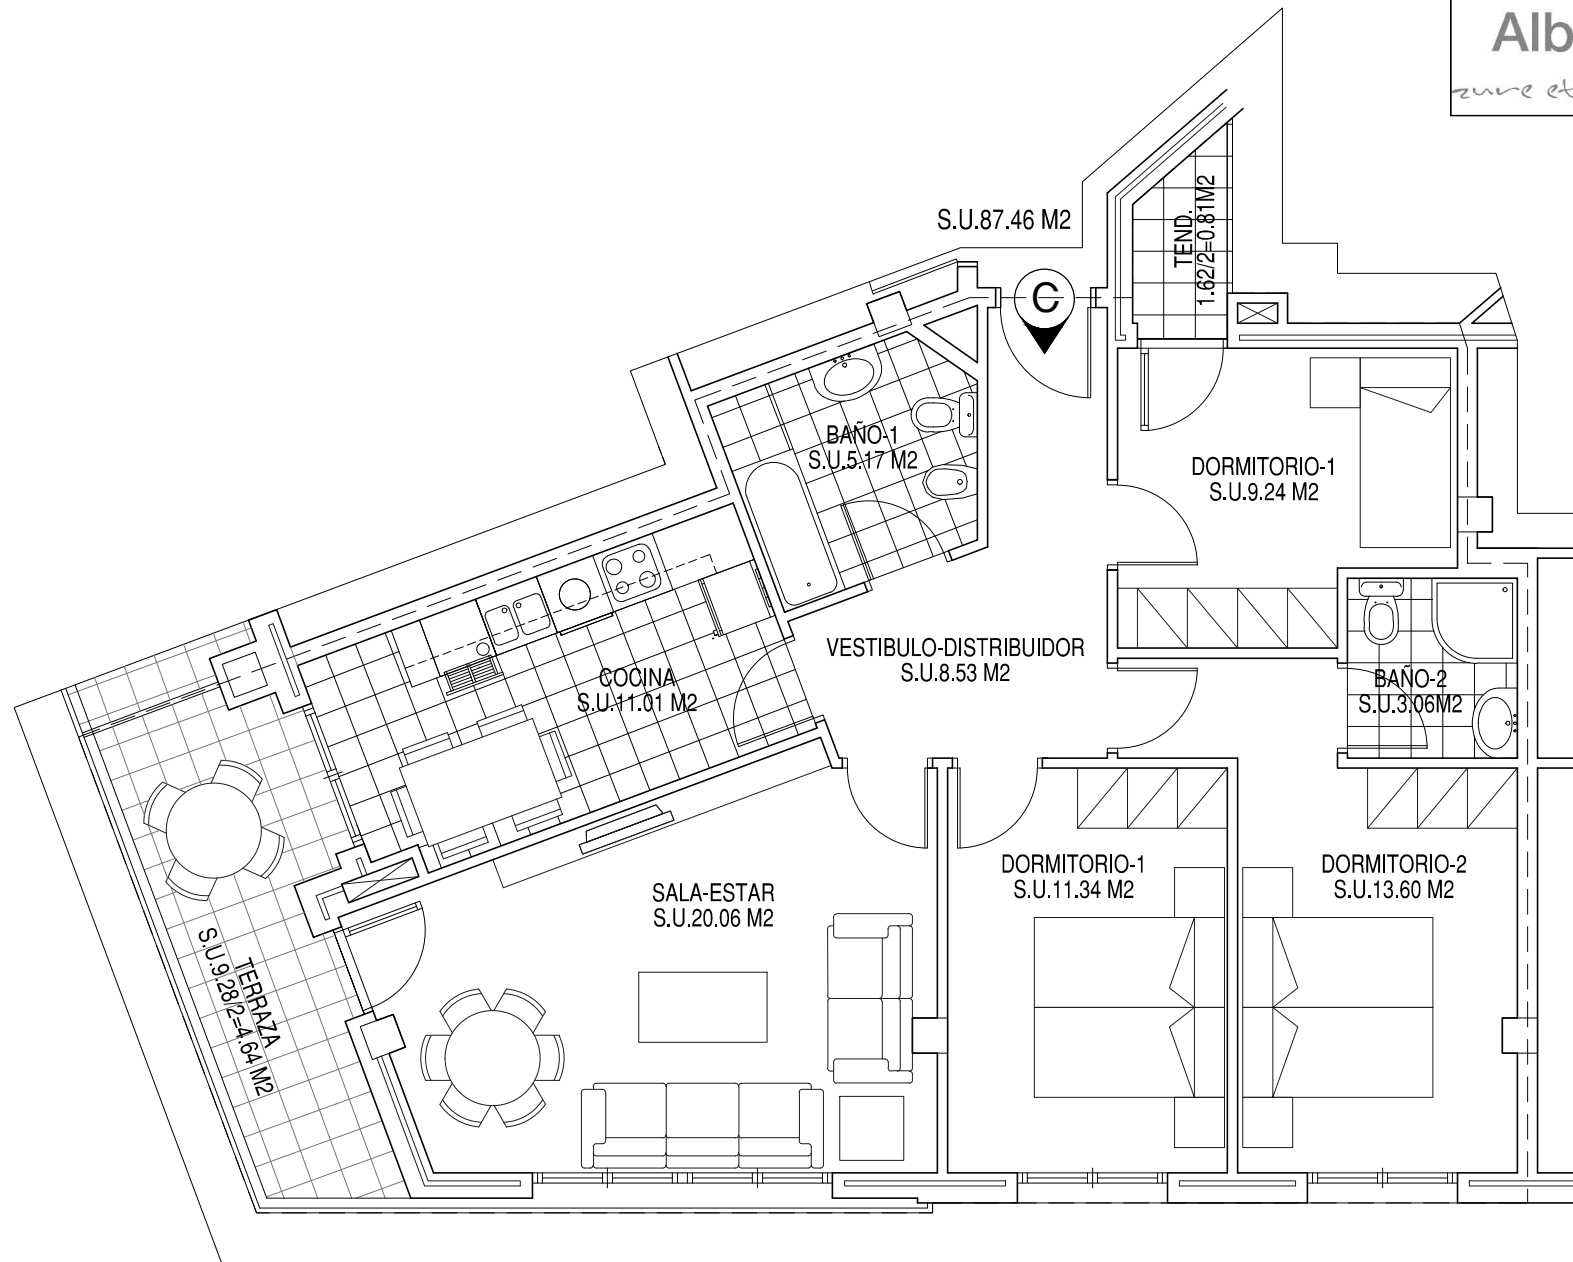 Alb
zure et
S.U.87.46 M2
C
TEND.
1.62/2=0.81M2
BAÑO-1
S.U.5.17 M2
DORMITORIO-1
S.U.9.24 M2
VESTIBULO-DISTRIBUIDOR
S.U.8.53 M2
COCINA
S.U.11.01 M2
BAÑO-2
S.U.3.06M2
SALA-ESTAR
S.U.20.06 M2
DORMITORIO-1
S.U.11.34 M2
DORMITORIO-2
S.U.13.60 M2
TERRAZA
S.U.9.28/2=4.64 M2